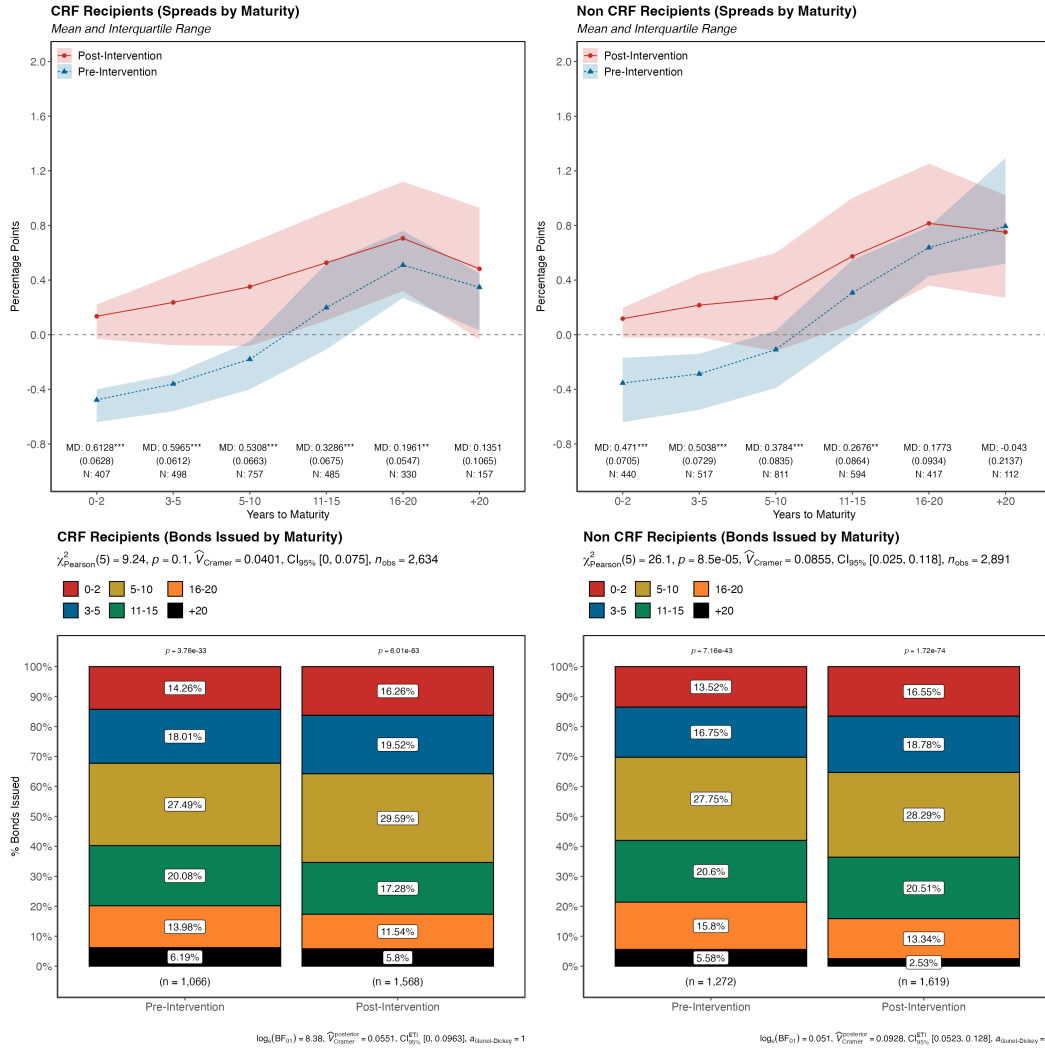 CRF Recipients (Spreads by Maturity)
Mean and Interquartile Range
Post-Intervention
Pre-Intervention
Percentage Points
2.0
1.6
1.2
0.8
0.4
0.0
-0.4
-0.8
MD: 0.6128*** MD: 0.5965*** MD: 0.5308*** MD: 0.3286*** MD: 0.1961** MD: 0.1351
(0.0628) (0.0612) (0.0663) (0.0675) (0.0547) (0.1065)
N: 407 N: 498 N: 757 N: 485 N: 330 N: 157
0-2 3-5 5-10 11-15 16-20 +20
Years to Maturity
Non CRF Recipients (Spreads by Maturity)
Mean and Interquartile Range
Post-Intervention
Pre-Intervention
Percentage Points
2.0
1.6
1.2
0.8
0.4
0.0
-0.4
-0.8
MD: 0.471*** MD: 0.5038*** MD: 0.3784*** MD: 0.2676** MD: 0.1773 MD: -0.043
(0.0705) (0.0729) (0.0835) (0.0864) (0.0934) (0.2137)
N: 440 N: 517 N: 811 N: 594 N: 417 N: 112
0-2 3-5 5-10 11-15 16-20 +20
Years to Maturity
CRF Recipients (Bonds Issued by Maturity)
χ²Pearson(5) = 9.24, p = 0.1, V̂Cramer = 0.0401, CI95% [0, 0.075], nobs = 2,634
0-2 5-10 16-20
3-5 11-15 +20
% Bonds Issued
p = 3.76e-33 p = 6.01e-63
100%
90%
80%
70%
60%
50%
40%
30%
20%
10%
0%
14.26% 16.26%
18.01% 19.52%
27.49% 29.59%
20.08% 17.28%
13.98% 11.54%
6.19% 5.8%
(n = 1,066) (n = 1,568)
Pre-Intervention Post-Intervention
loge(BF01) = 8.38, V̂Cramer posterior = 0.0551, CI95% ETI [0, 0.0963], aGunel-Dickey = 1
Non CRF Recipients (Bonds Issued by Maturity)
χ²Pearson(5) = 26.1, p = 8.5e-05, V̂Cramer = 0.0855, CI95% [0.025, 0.118], nobs = 2,891
0-2 5-10 16-20
3-5 11-15 +20
p = 7.16e-43 p = 1.72e-74
100%
90%
80%
70%
60%
50%
40%
30%
20%
10%
0%
13.52% 16.55%
16.75% 18.78%
27.75% 28.29%
20.6% 20.51%
15.8% 13.34%
5.58% 2.53%
(n = 1,272) (n = 1,619)
Pre-Intervention Post-Intervention
loge(BF01) = 0.051, V̂Cramer posterior = 0.0928, CI95% ETI [0.0523, 0.128], aGunel-Dickey =